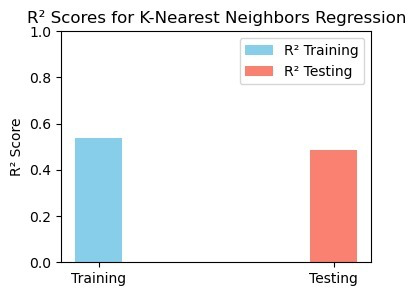 R² Scores for K-Nearest Neighbors Regression
1.0
0.8
0.6
0.4
0.2
0.0
R² Score
R² Training
R² Testing
Training
Testing